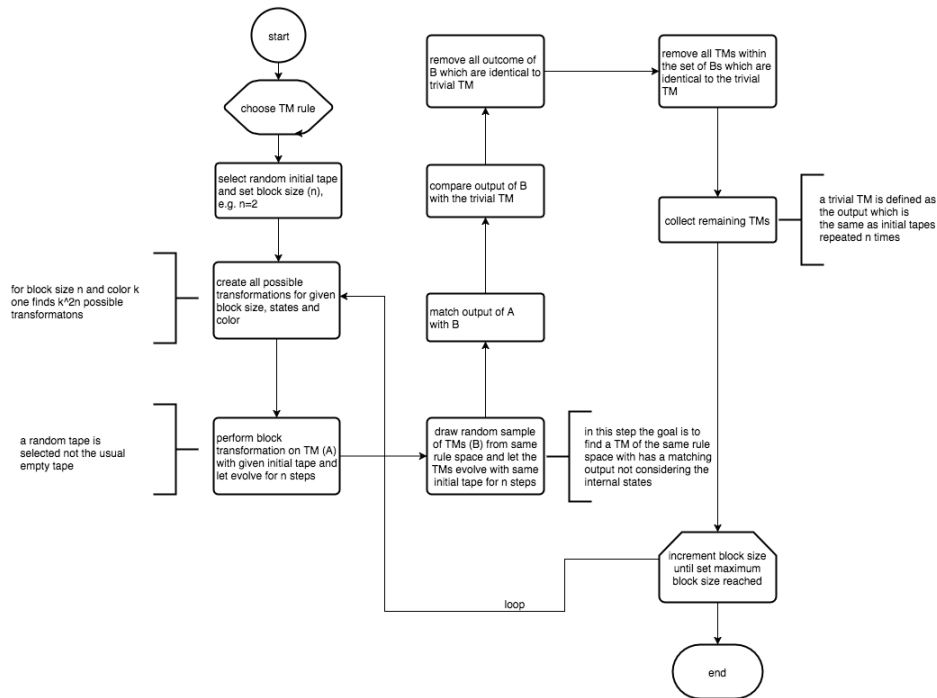 start
choose TM rule
select random initial tape
and set block size (n),
e.g. n=2
for block size n and color k
one finds k^2n possible
transformatons
create all possible
transformations for given
block size, states and
color
a random tape is
selected not the usual
empty tape
perform block
transformation on TM (A)
with given initial tape and
let evolve for n steps
draw random sample
of TMs (B) from same
rule space and let the
TMs evolve with same
initial tape for n steps
in this step the goal is to
find a TM of the same rule
space with has a matching
output not considering the
internal states
match output of A
with B
compare output of B
with the trivial TM
remove all outcome of
B which are identical to
trivial TM
remove all TMs within
the set of Bs which are
identical to the trivial
TM
collect remaining TMs
a trivial TM is defined as
the output which is
the same as initial tapes
repeated n times
increment block size
until set maximum
block size reached
loop
end